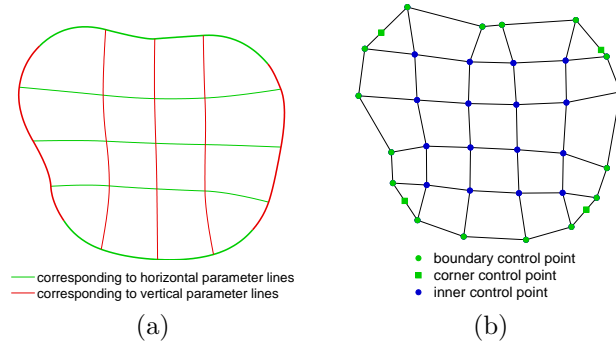 corresponding to horizontal parameter lines
corresponding to vertical parameter lines
(a)
boundary control point
corner control point
inner control point
(b)